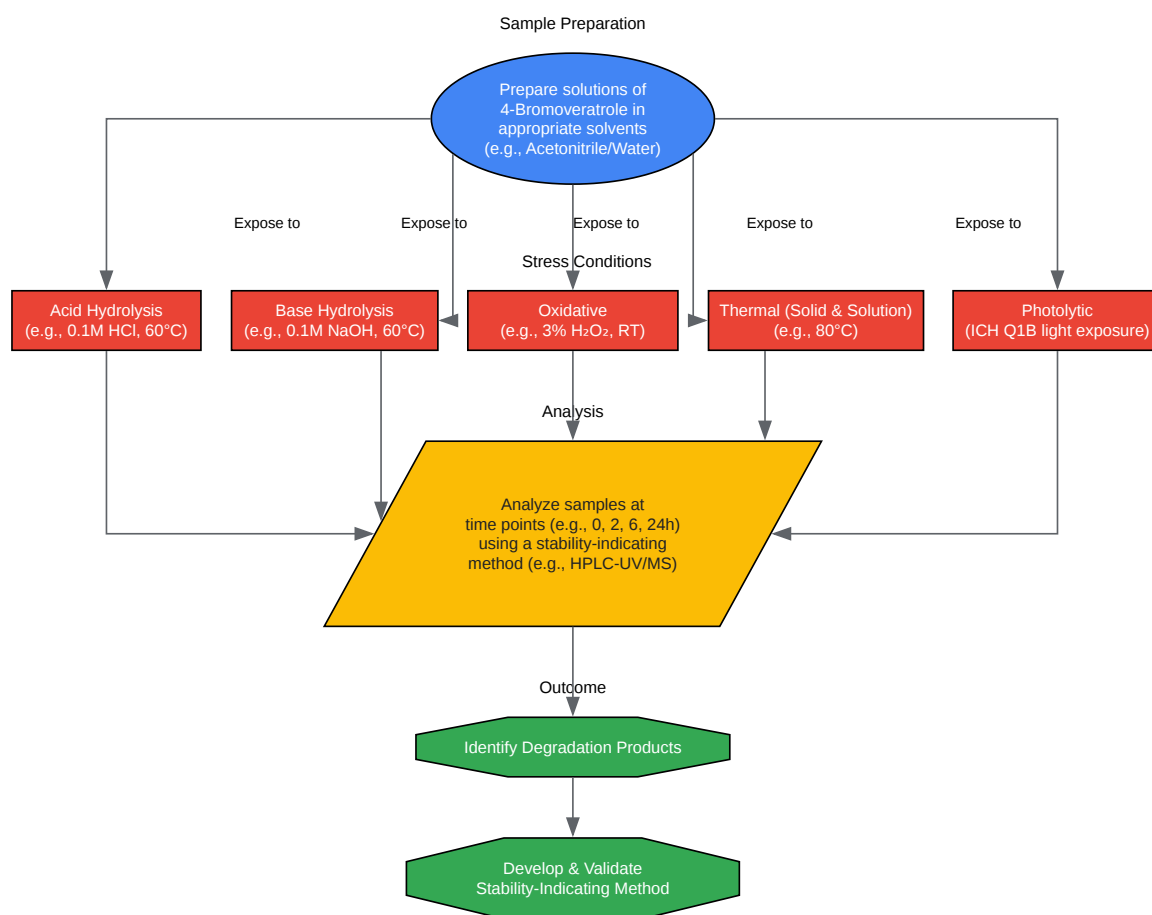 Sample Preparation
Prepare solutions of
4-Bromoveratrole in
appropriate solvents
(e.g., Acetonitrile/Water)
Expose to
Expose to
Expose to
Expose to
Expose to
Stress Conditions
Acid Hydrolysis
(e.g., 0.1M HCl, 60°C)
Base Hydrolysis
(e.g., 0.1M NaOH, 60°C)
Oxidative
(e.g., 3% H₂O₂, RT)
Thermal (Solid & Solution)
(e.g., 80°C)
Photolytic
(ICH Q1B light exposure)
Analysis
Analyze samples at
time points (e.g., 0, 2, 6, 24h)
using a stability-indicating
method (e.g., HPLC-UV/MS)
Outcome
Identify Degradation Products
Develop & Validate
Stability-Indicating Method